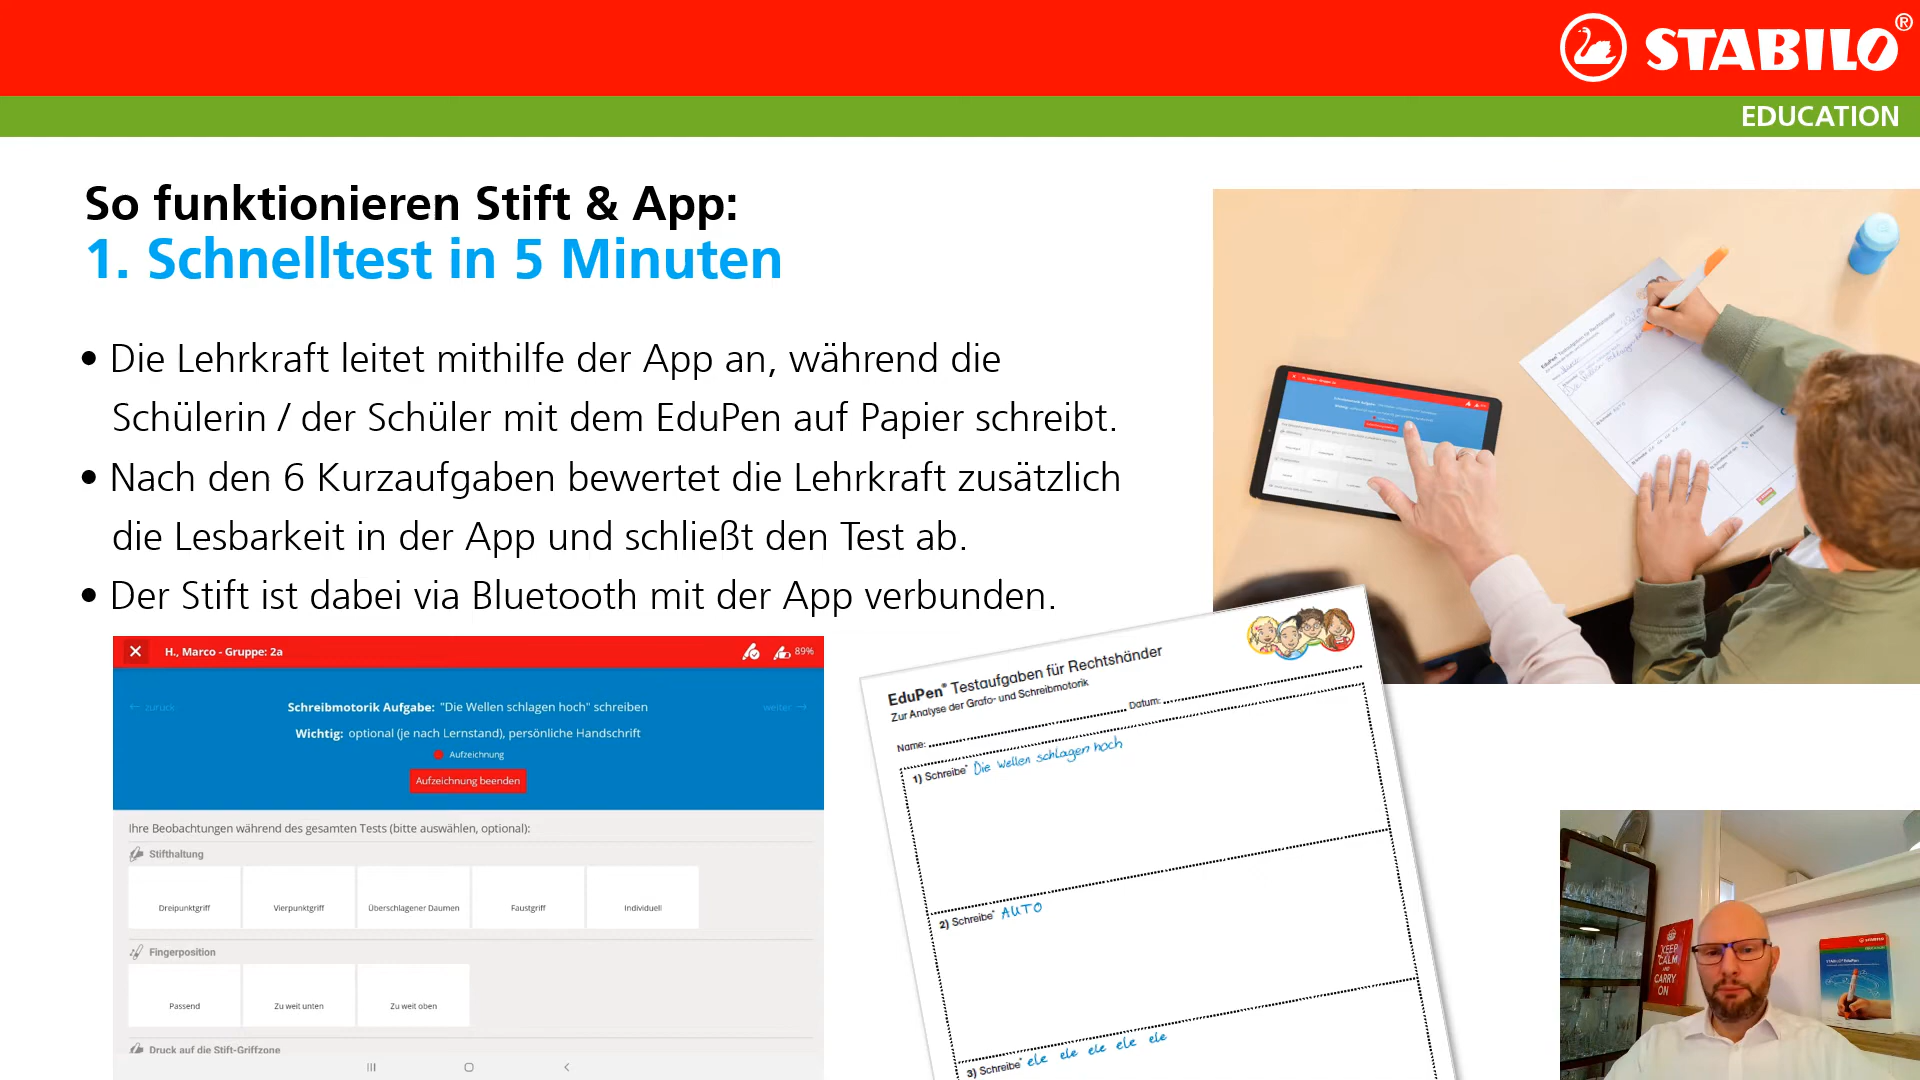 STABILO®
EDUCATION
So funktionieren Stift & App:
1. Schnelltest in 5 Minuten
• Die Lehrkraft leitet mithilfe der App an, während die
Schülerin / der Schüler mit dem EduPen auf Papier schreibt.
• Nach den 6 Kurzaufgaben bewertet die Lehrkraft zusätzlich
die Lesbarkeit in der App und schließt den Test ab.
• Der Stift ist dabei via Bluetooth mit der App verbunden.
H., Marco - Gruppe: 2a
89%
← zurück
Schreibmotorik Aufgabe: "Die Wellen schlagen hoch" schreiben
weiter →
Wichtig: optional (je nach Lernstand), persönliche Handschrift
Aufzeichnung
Aufzeichnung beenden
Ihre Beobachtungen während des gesamten Tests (bitte auswählen, optional):
Stifthaltung
Dreipunktgriff Vierpunktgriff Überschlagener Daumen Faustgriff Individuell
Fingerposition
Passend Zu weit unten Zu weit oben
Druck auf die Stift-Griffzone
EduPen® Testaufgaben für Rechtshänder
Zur Analyse der Grafo- und Schreibmotorik
Name: Datum:
1) Schreibe* Die Wellen schlagen hoch
2) Schreibe* AUTO
3) Schreibe* ele ele ele ele ele
KEEP
CALM
AND
CARRY
ON
STABILO